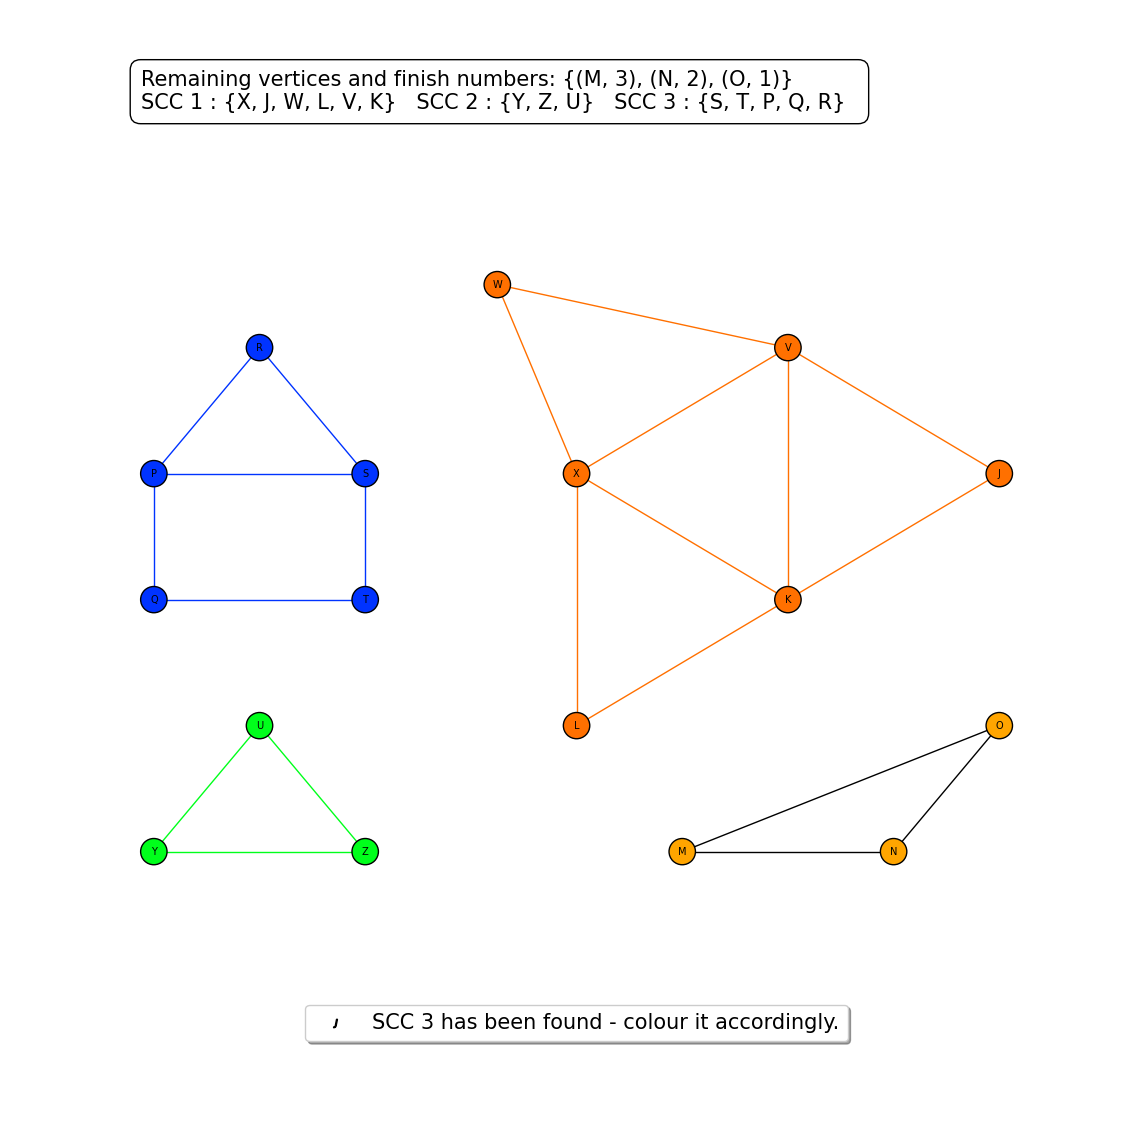 Remaining vertices and finish numbers: {(M, 3), (N, 2), (O, 1)}
SCC 1 : {X, J, W, L, V, K} SCC 2 : {Y, Z, U} SCC 3 : {S, T, P, Q, R}
W
R
V
P
S
X
J
Q
T
K
U
L
O
Y
Z
M
N
SCC 3 has been found - colour it accordingly.